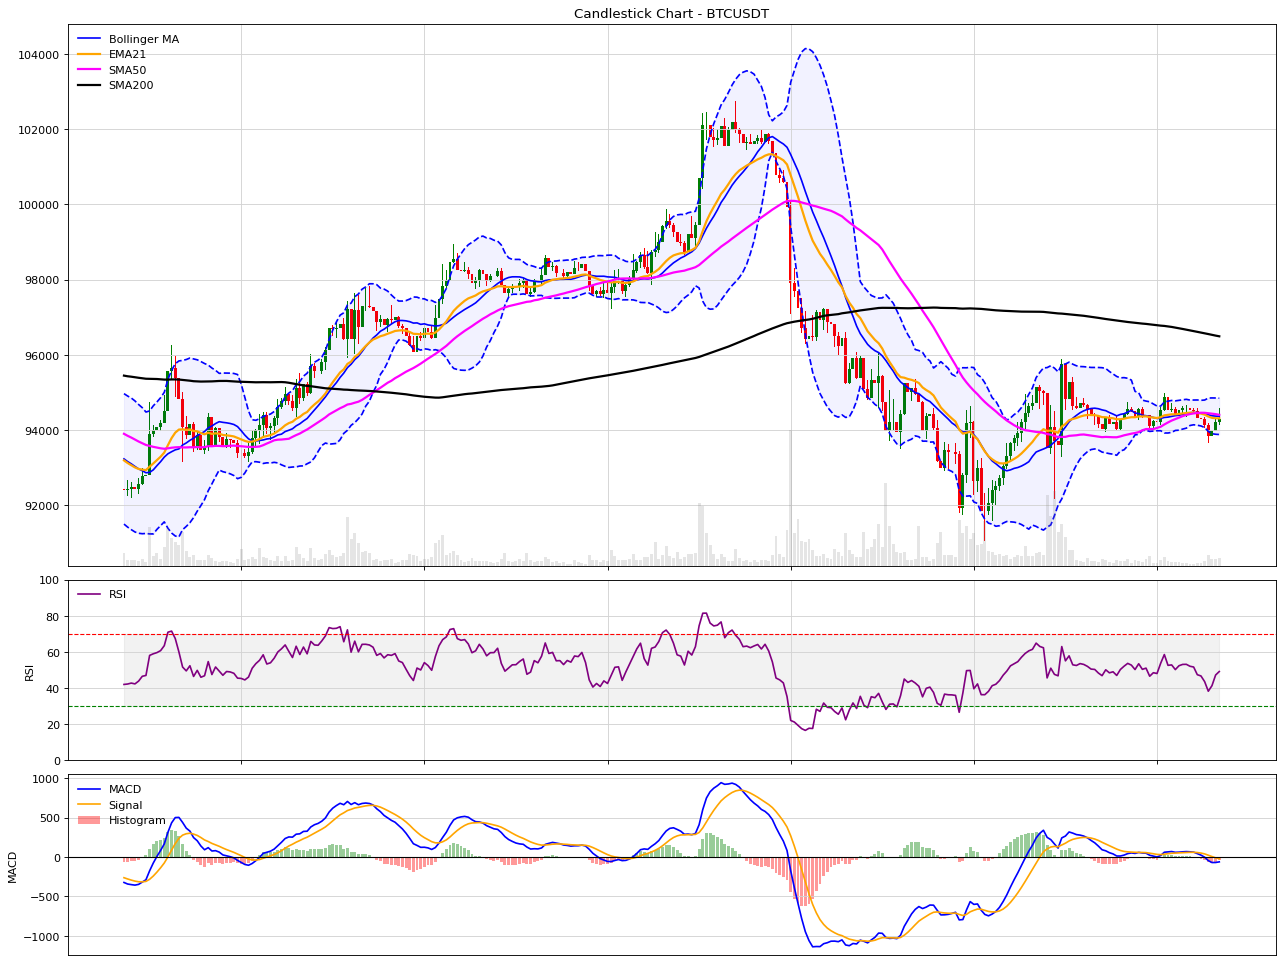 Candlestick Chart - BTCUSDT
Bollinger MA
EMA21
SMA50
SMA200
104000
102000
100000
98000
96000
94000
92000
RSI
100
80
60
40
20
0
RSI
MACD
Signal
Histogram
1000
500
0
−500
−1000
MACD